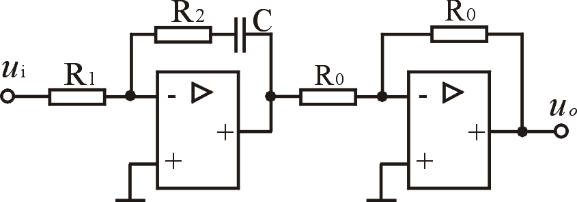 R₂ C R₀
uᵢ R₁ R₀ uₒ
- ▷ - ▷
+ +
+ +